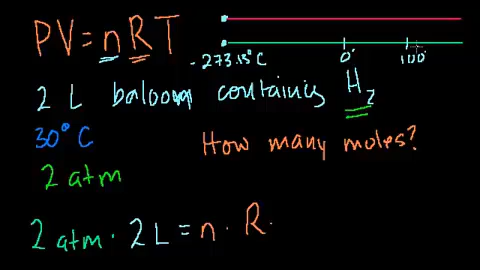 PV = nRT
-273.15°C 0° 100°
2 L baloon containing H₂
30°C
How many moles?
2 atm
2 atm · 2 L = n · R ·